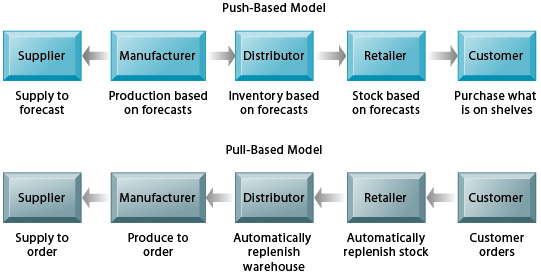 Push-Based Model
Supplier
Manufacturer
Distributor
Retailer
Customer
Supply to
forecast
Production based
on forecasts
Inventory based
on forecasts
Stock based
on forecasts
Purchase what
is on shelves
Pull-Based Model
Supplier
Manufacturer
Distributor
Retailer
Customer
Supply to
order
Produce to
order
Automatically
replenish
warehouse
Automatically
replenish stock
Customer
orders